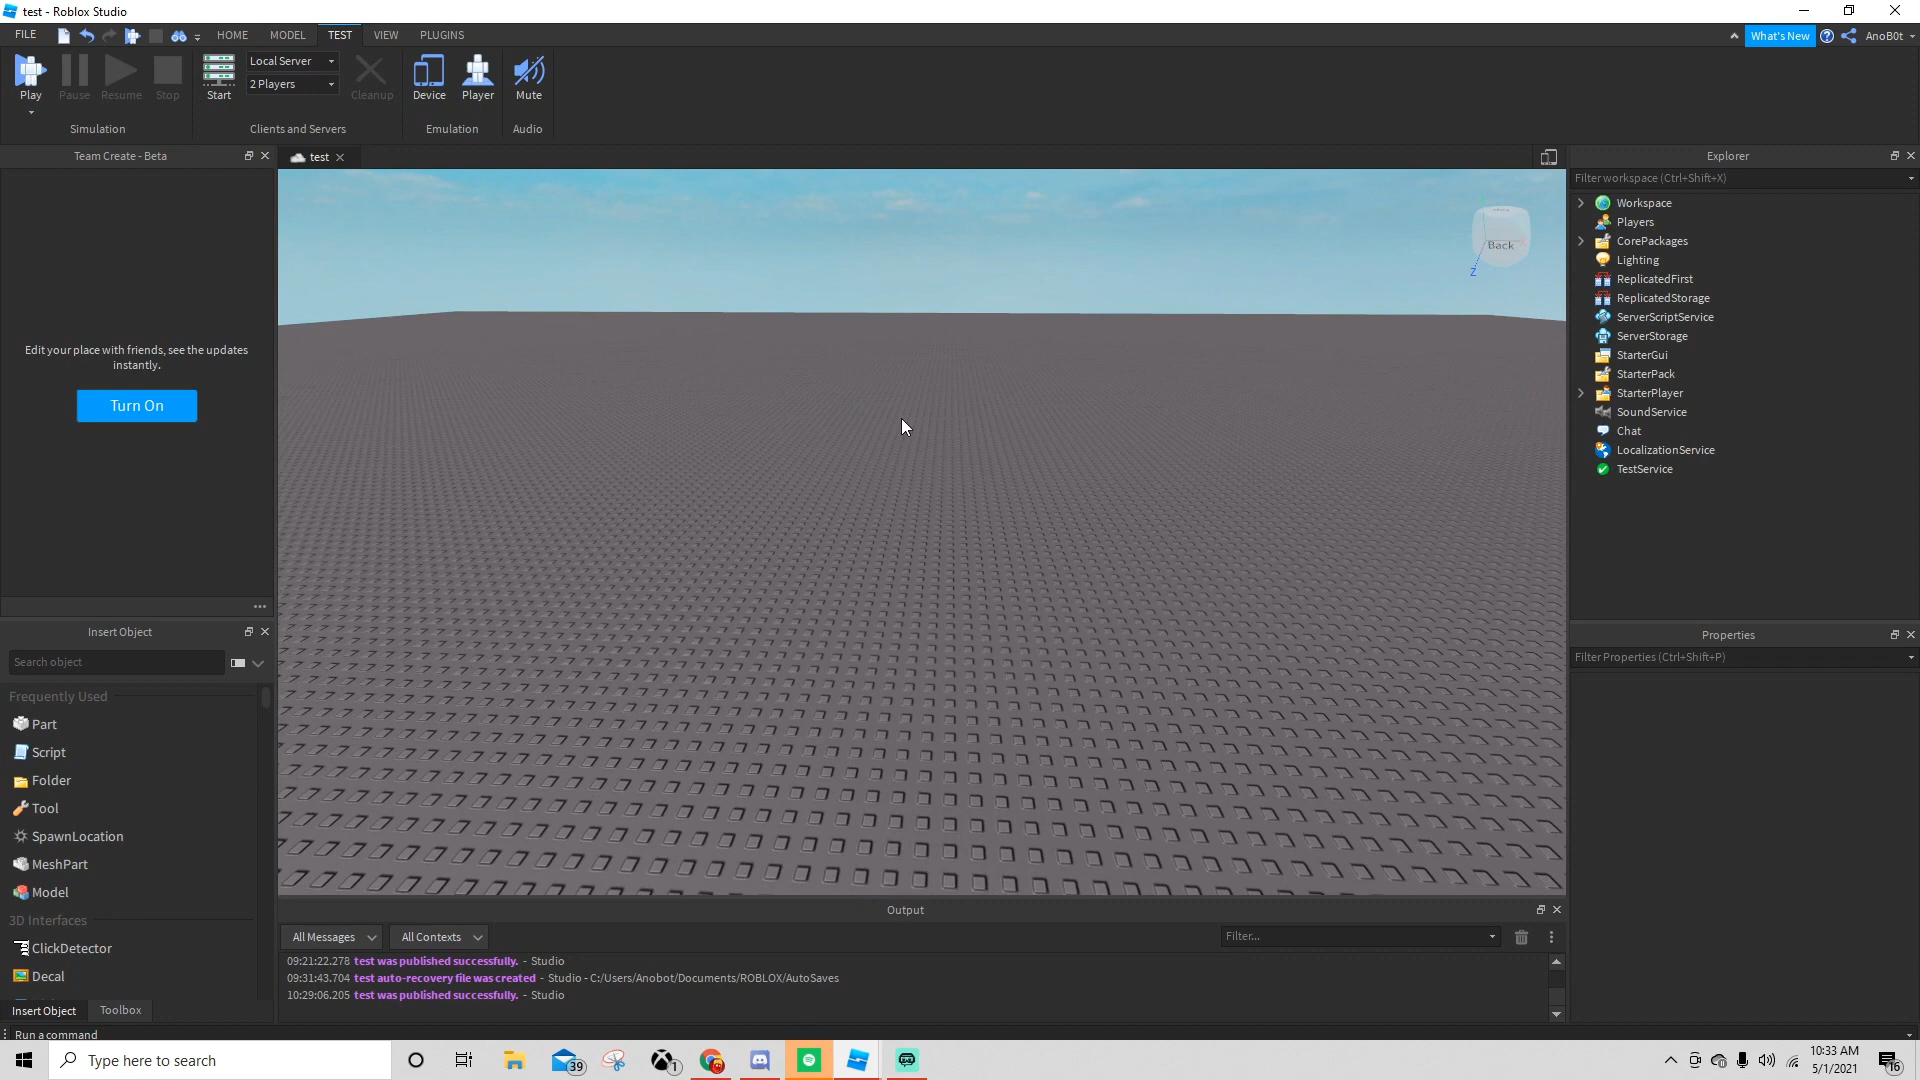 test - Roblox Studio
FILE HOME MODEL TEST VIEW PLUGINS What's New AnoB0t
Play Pause Resume Stop Start Local Server 2 Players Cleanup Device Player Mute
Simulation Clients and Servers Emulation Audio
Team Create - Beta
Edit your place with friends, see the updates
instantly.
Turn On
Insert Object
Search object
Frequently Used
Part
Script
Folder
Tool
SpawnLocation
MeshPart
Model
3D Interfaces
ClickDetector
Decal
Insert Object Toolbox
test
Back
Z
Output
All Messages All Contexts Filter...
09:21:22.278 test was published successfully. - Studio
09:31:43.704 test auto-recovery file was created - Studio - C:/Users/Anobot/Documents/ROBLOX/AutoSaves
10:29:06.205 test was published successfully. - Studio
Explorer
Filter workspace (Ctrl+Shift+X)
Workspace
Players
CorePackages
Lighting
ReplicatedFirst
ReplicatedStorage
ServerScriptService
ServerStorage
StarterGui
StarterPack
StarterPlayer
SoundService
Chat
LocalizationService
TestService
Properties
Filter Properties (Ctrl+Shift+P)
Run a command
Type here to search
39
1
10:33 AM
5/1/2021
16